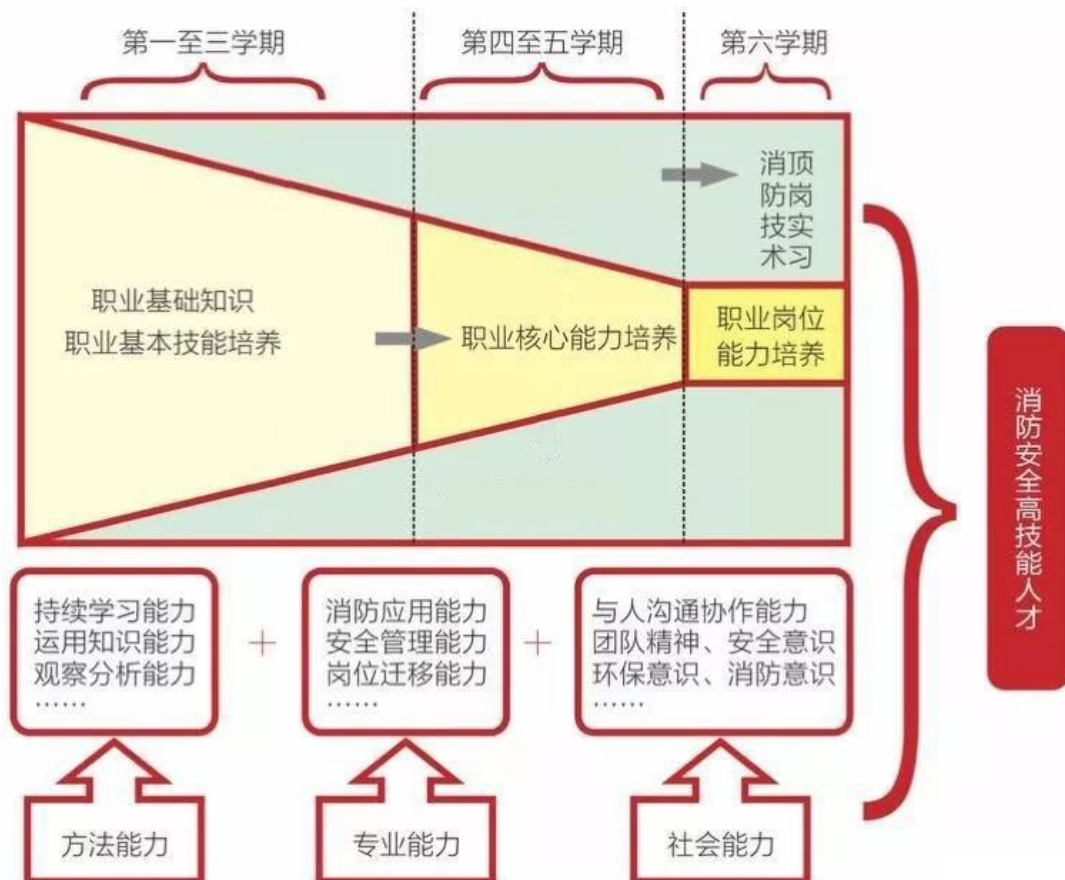 第一至三学期
第四至五学期
第六学期
消防技术
顶岗实习
职业基础知识
职业基本技能培养
职业核心能力培养
职业岗位
能力培养
消防安全高技能人才
持续学习能力
运用知识能力
观察分析能力
……
+
消防应用能力
安全管理能力
岗位迁移能力
……
+
与人沟通协作能力
团队精神、安全意识
环保意识、消防意识
……
方法能力
专业能力
社会能力